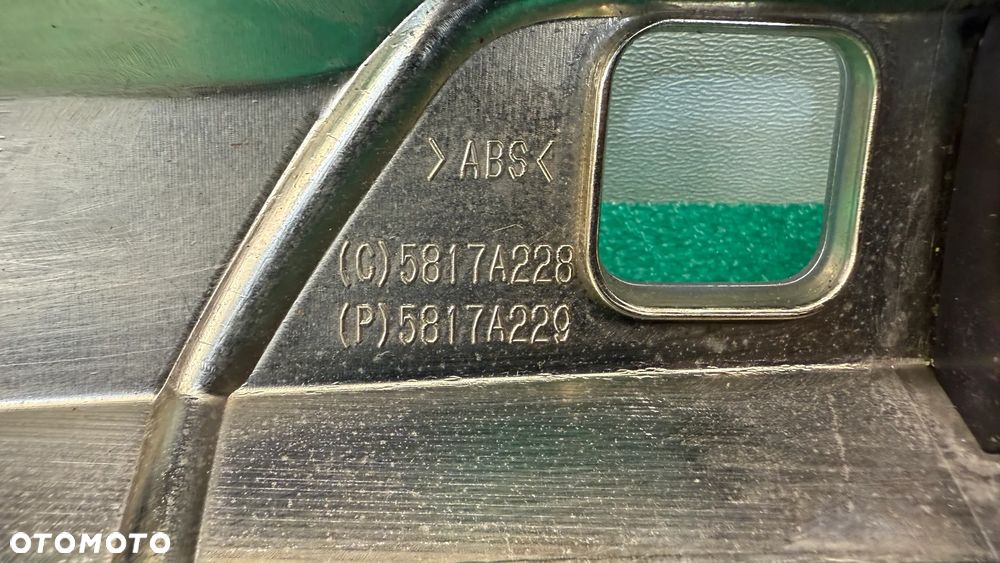 >ABS<
(C)5817A228
(P)5817A229
OTOMOTO